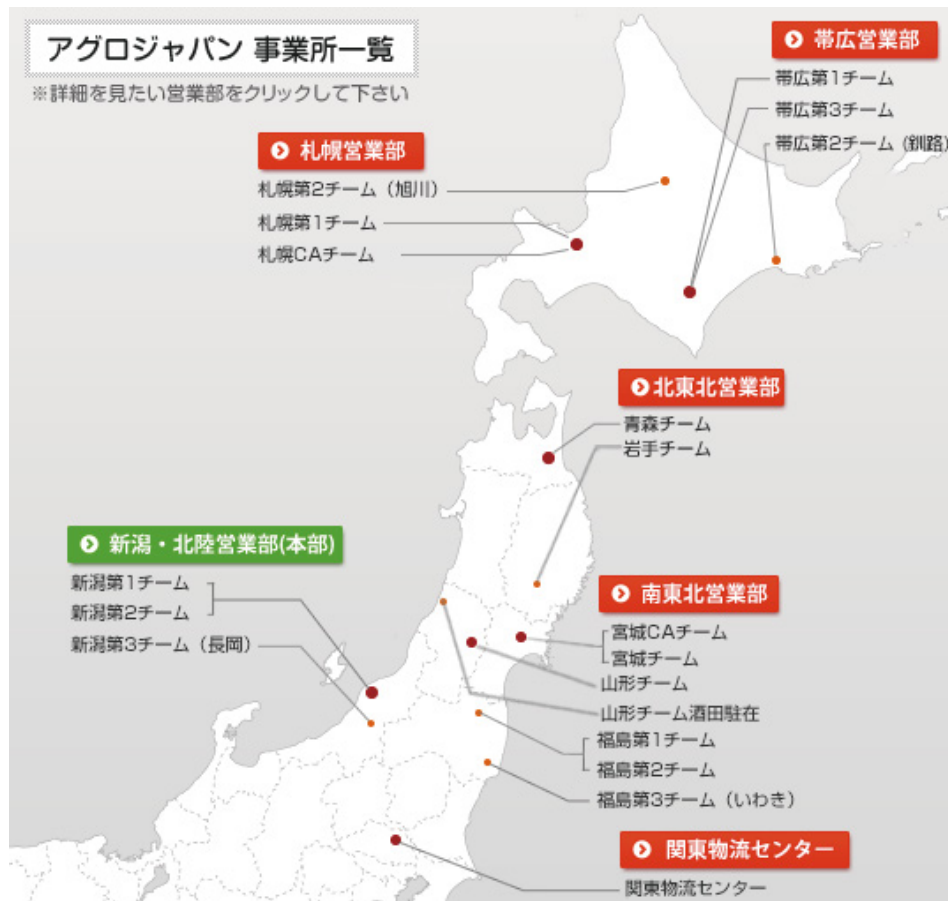 アグロジャパン 事業所一覧
※詳細を見たい営業部をクリックして下さい
帯広営業部
帯広第1チーム
帯広第3チーム
帯広第2チーム(釧路)
札幌営業部
札幌第2チーム(旭川)
札幌第1チーム
札幌CAチーム
北東北営業部
青森チーム
岩手チーム
新潟・北陸営業部(本部)
新潟第1チーム
新潟第2チーム
新潟第3チーム(長岡)
南東北営業部
宮城CAチーム
宮城チーム
山形チーム
山形チーム酒田駐在
福島第1チーム
福島第2チーム
福島第3チーム(いわき)
関東物流センター
関東物流センター